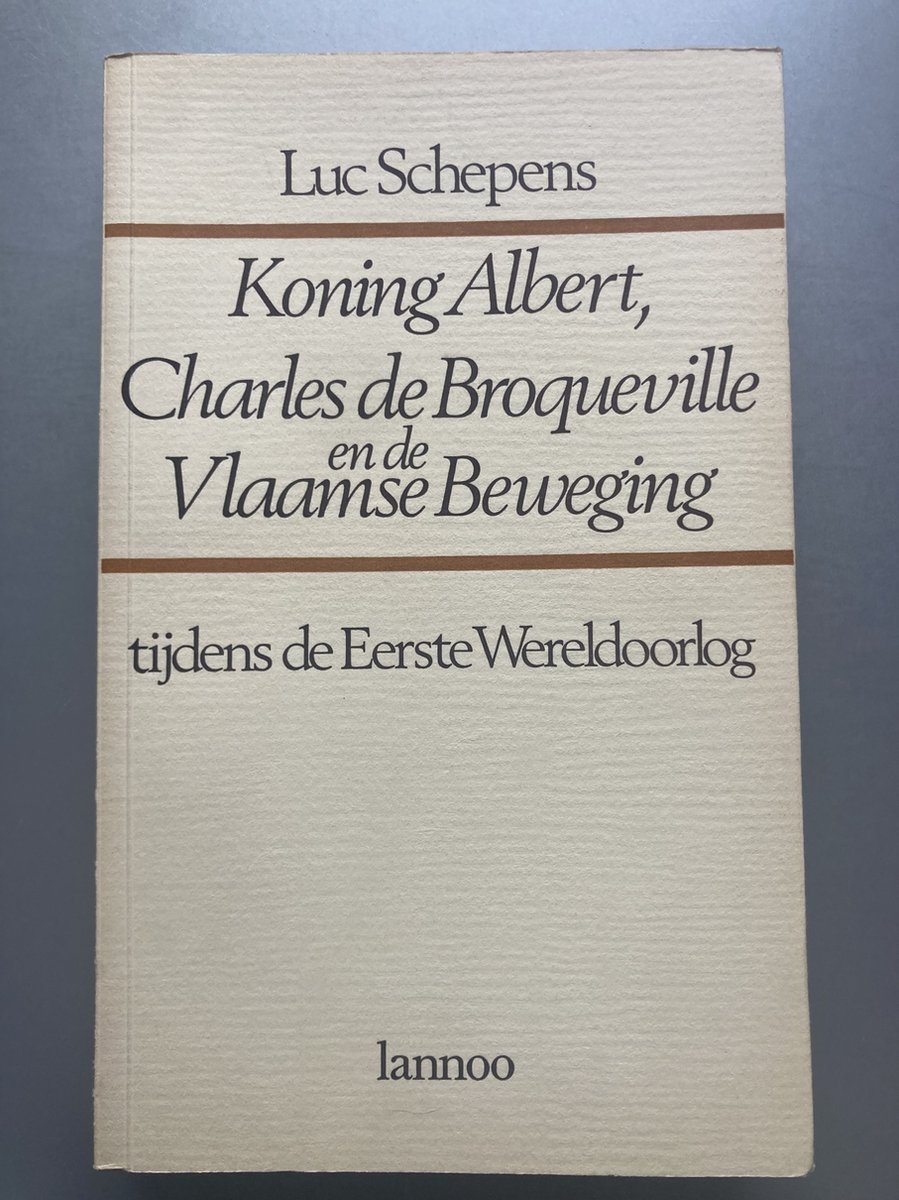 Luc Schepens
Koning Albert,
Charles de Broqueville
en de
Vlaamse Beweging
tijdens de Eerste Wereldoorlog
lannoo